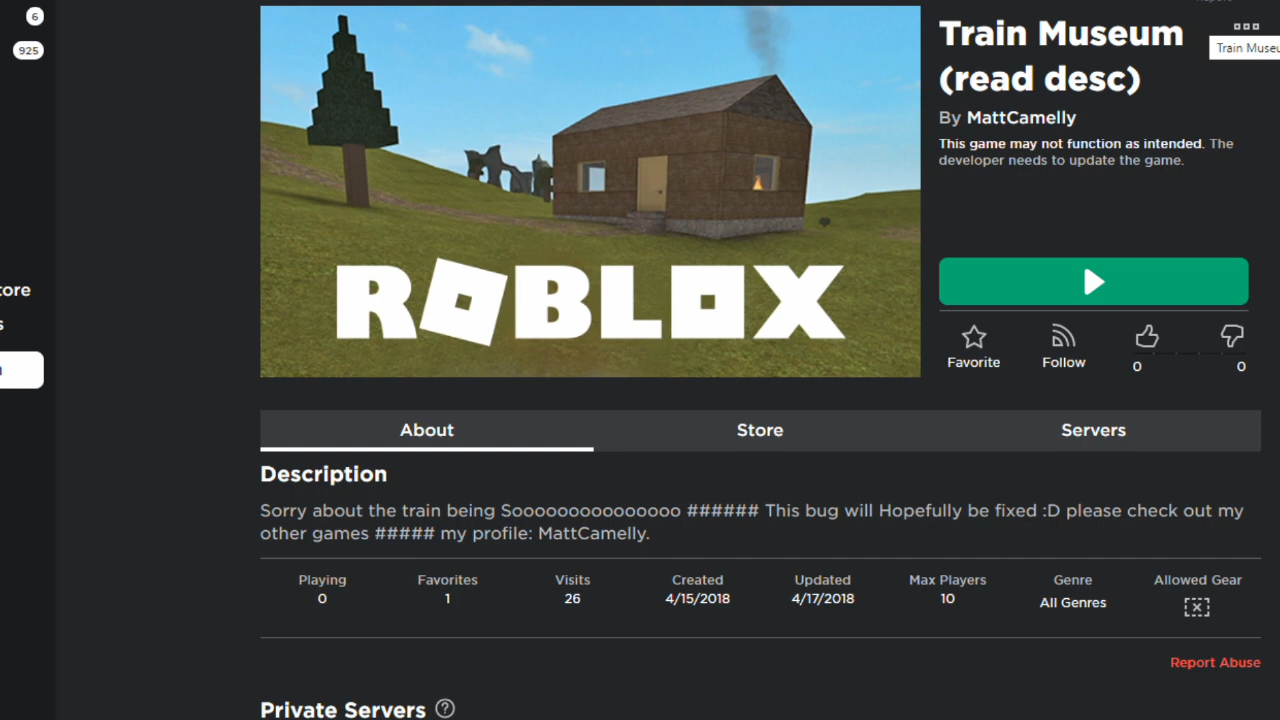 6
925
Train Museum
(read desc)
By MattCamelly
This game may not function as intended. The
developer needs to update the game.
ROBLOX
Favorite
Follow
0
0
About
Store
Servers
Description
Sorry about the train being Sooooooooooooooo ###### This bug will Hopefully be fixed :D please check out my
other games ##### my profile: MattCamelly.
Playing
Favorites
Visits
Created
Updated
Max Players
Genre
Allowed Gear
0
1
26
4/15/2018
4/17/2018
10
All Genres
Report Abuse
Private Servers